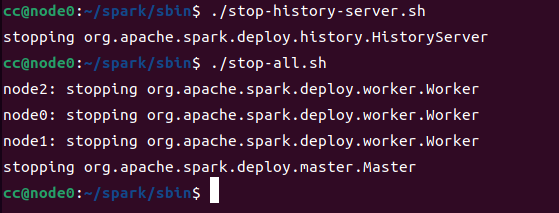 cc@node0:~/spark/sbin$ ./stop-history-server.sh
stopping org.apache.spark.deploy.history.HistoryServer
cc@node0:~/spark/sbin$ ./stop-all.sh
node2: stopping org.apache.spark.deploy.worker.Worker
node0: stopping org.apache.spark.deploy.worker.Worker
node1: stopping org.apache.spark.deploy.worker.Worker
stopping org.apache.spark.deploy.master.Master
cc@node0:~/spark/sbin$